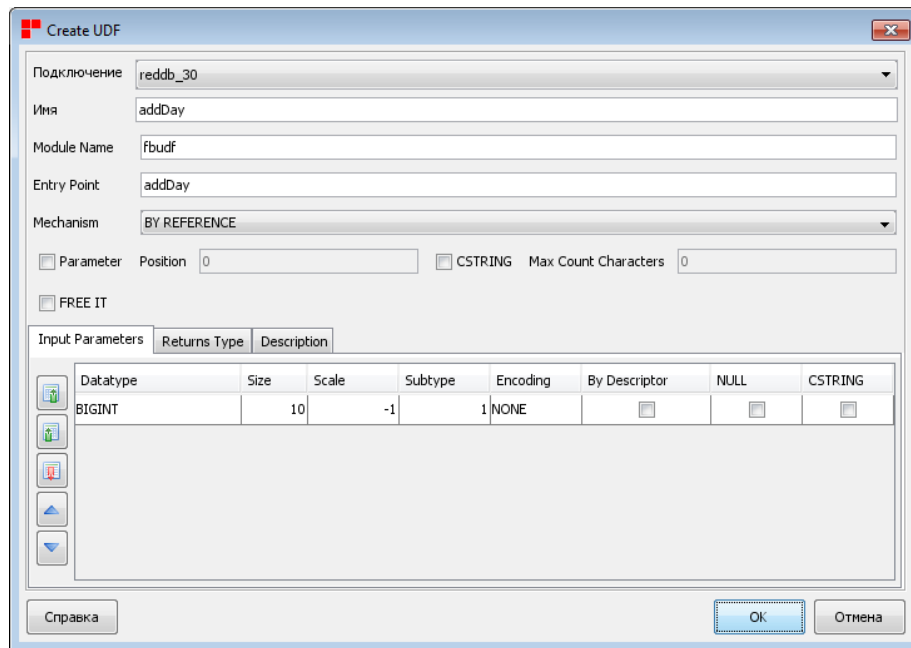 Create UDF
Подключение reddb_30
Имя addDay
Module Name fbudf
Entry Point addDay
Mechanism BY REFERENCE
Parameter Position 0 CSTRING Max Count Characters 0
FREE IT
Input Parameters Returns Type Description
Datatype Size Scale Subtype Encoding By Descriptor NULL CSTRING
BIGINT 10 -1 1 NONE
Справка OK Отмена